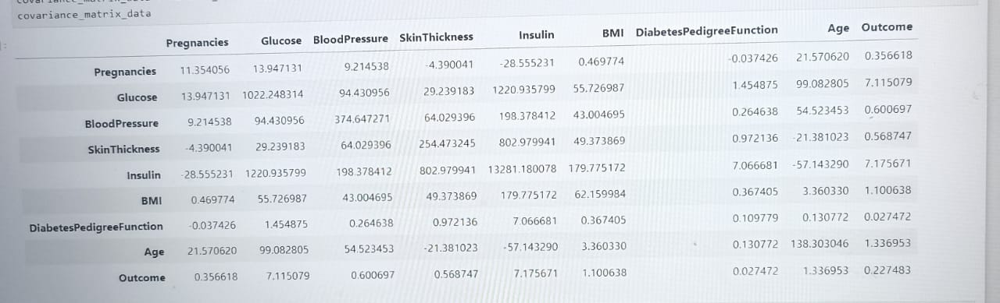 covariance_matrix_data
Pregnancies Glucose BloodPressure SkinThickness Insulin BMI DiabetesPedigreeFunction Age Outcome
Pregnancies 11.354056 13.947131 9.214538 -4.390041 -28.555231 0.469774 -0.037426 21.570620 0.356618
Glucose 13.947131 1022.248314 94.430956 29.239183 1220.935799 55.726987 1.454875 99.082805 7.115079
BloodPressure 9.214538 94.430956 374.647271 64.029396 198.378412 43.004695 0.264638 54.523453 0.600697
SkinThickness -4.390041 29.239183 64.029396 254.473245 802.979941 49.373869 0.972136 -21.381023 0.568747
Insulin -28.555231 1220.935799 198.378412 802.979941 13281.180078 179.775172 7.066681 -57.143290 7.175671
BMI 0.469774 55.726987 43.004695 49.373869 179.775172 62.159984 0.367405 3.360330 1.100638
DiabetesPedigreeFunction -0.037426 1.454875 0.264638 0.972136 7.066681 0.367405 0.109779 0.130772 0.027472
Age 21.570620 99.082805 54.523453 -21.381023 -57.143290 3.360330 0.130772 138.303046 1.336953
Outcome 0.356618 7.115079 0.600697 0.568747 7.175671 1.100638 0.027472 1.336953 0.227483